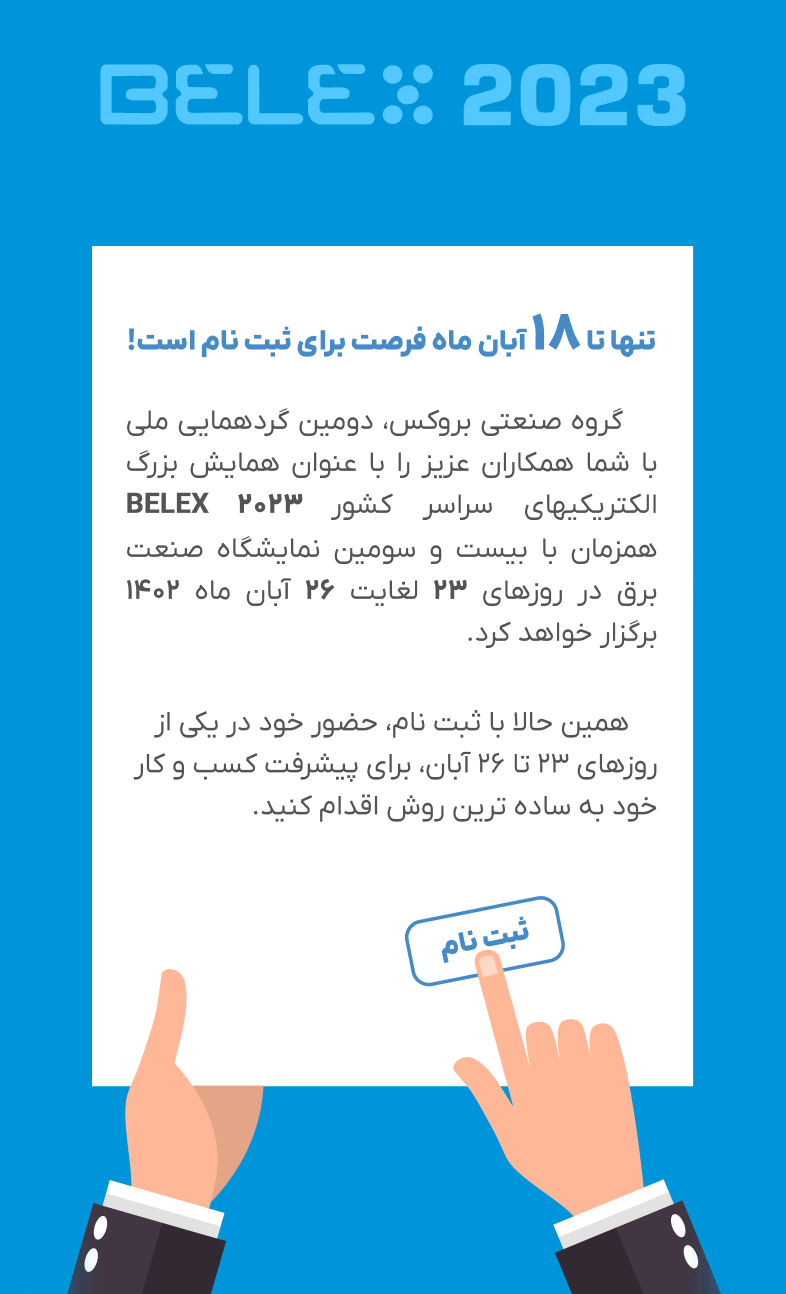 BELEX 2023
تنها تا ۱۸ آبان ماه فرصت برای ثبت نام است!
گروه صنعتی بروکس، دومین گردهمایی ملی
با شما همکاران عزیز را با عنوان همایش بزرگ
الکتریکیهای سراسر کشور BELEX ۲۰۲۳
همزمان با بیست و سومین نمایشگاه صنعت
برق در روزهای ۲۳ لغایت ۲۶ آبان ماه ۱۴۰۲
برگزار خواهد کرد.
همین حالا با ثبت نام، حضور خود در یکی از
روزهای ۲۳ تا ۲۶ آبان، برای پیشرفت کسب و کار
خود به ساده ترین روش اقدام کنید.
ثبت نام